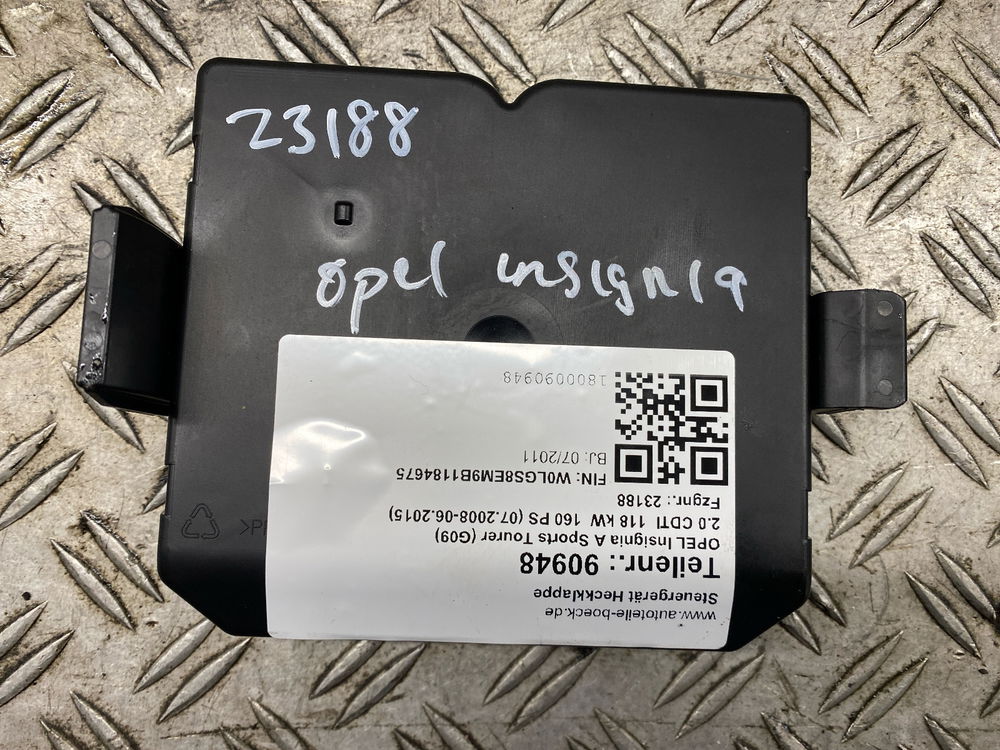 23188
opel insignia
www.autoteile-boeck.de
Steuergerät Heckklappe
Teilenr.: 90948
OPEL Insignia A Sports Tourer (G09)
2.0 CDTI 118 kW 160 PS (07.2008-06.2015)
Fzgnr.: 23188
FIN: W0LGS8EM9B1184675
BJ: 07/2011
1800090948